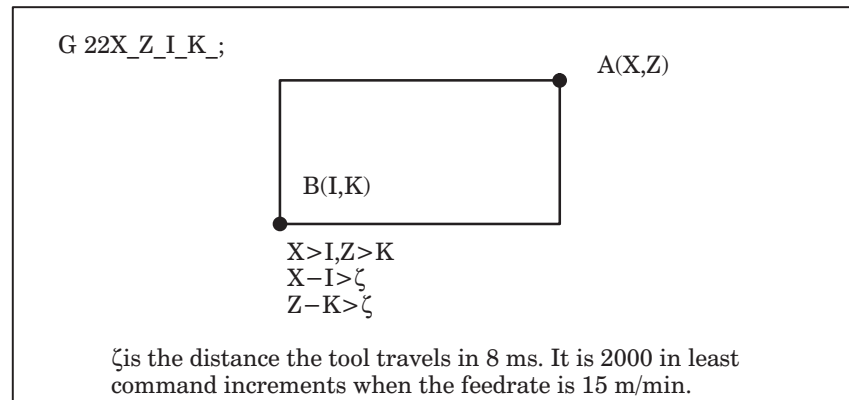 G 22X_Z_I_K_;
A(X,Z)
B(I,K)
X>I,Z>K
X−I>ζ
Z−K>ζ
ζis the distance the tool travels in 8 ms. It is 2000 in least
command increments when the feedrate is 15 m/min.